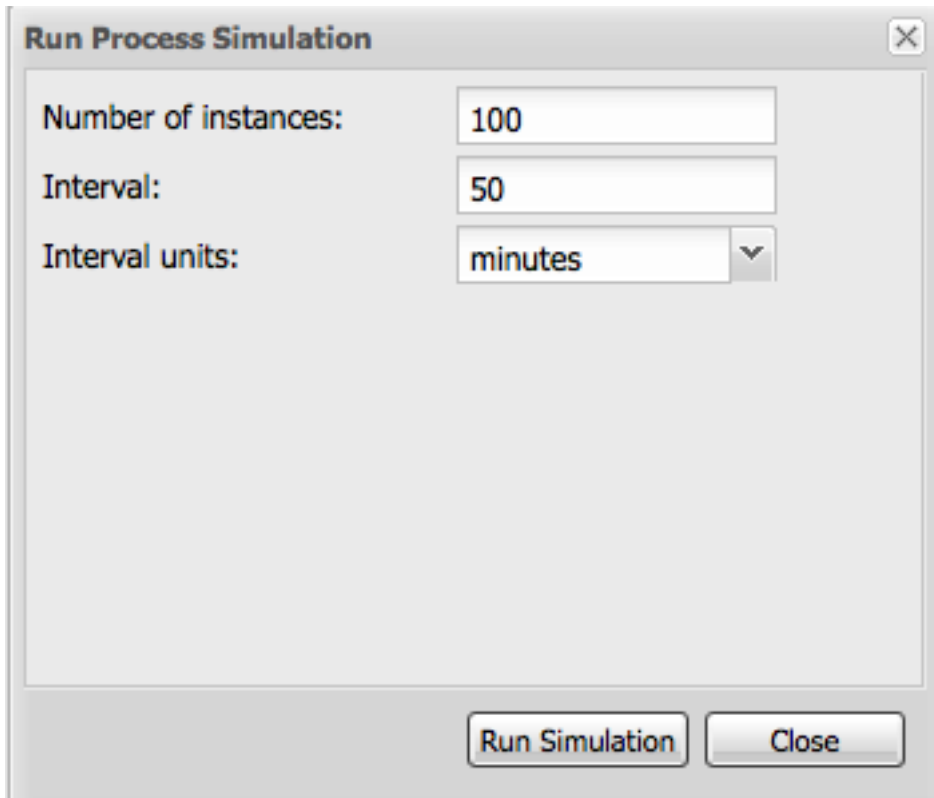 Run Process Simulation
Number of instances: 100
Interval: 50
Interval units: minutes
Run Simulation Close